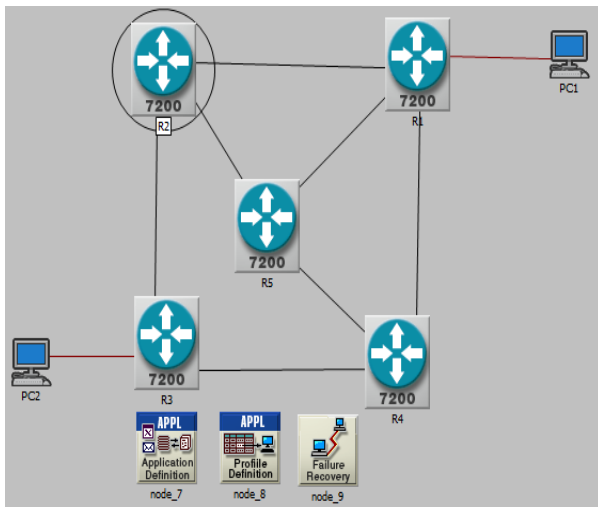 7200
R2
7200
R1
PC1
7200
R5
7200
R3
PC2
7200
R4
APPL
Application
Definition
node_7
APPL
Profiile
Definition
node_8
Failure
Recovery
node_9